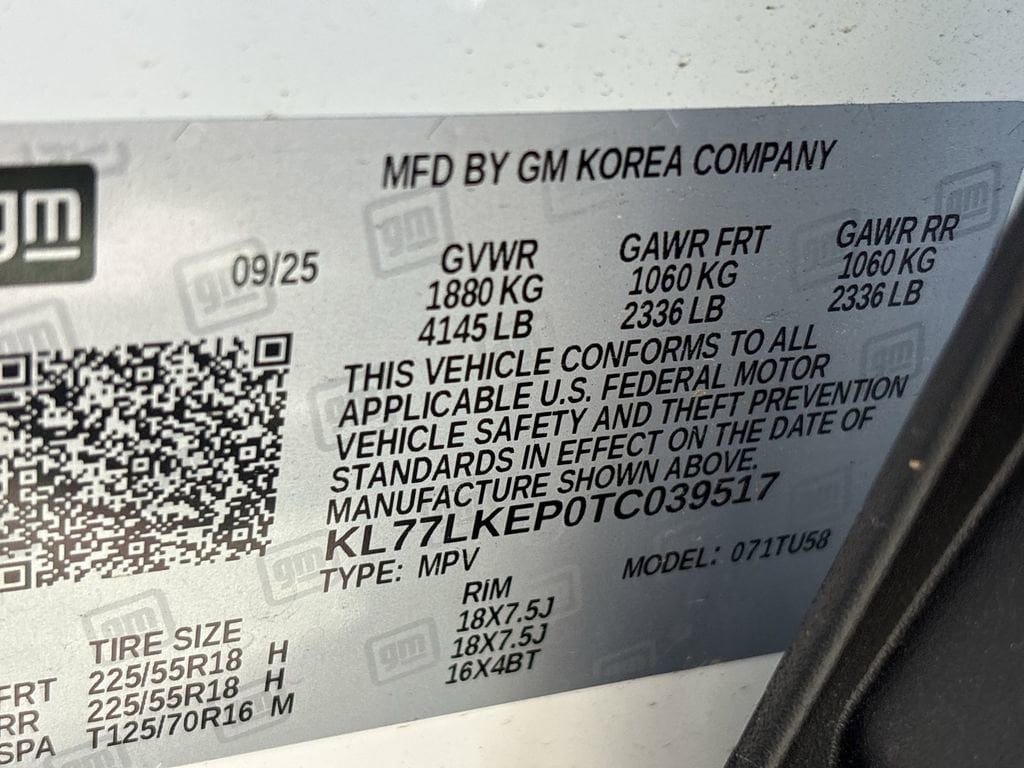 gm
MFD BY GM KOREA COMPANY
09/25
GVWR
1880 KG
4145 LB
GAWR FRT
1060 KG
2336 LB
GAWR RR
1060 KG
2336 LB
THIS VEHICLE CONFORMS TO ALL
APPLICABLE U.S. FEDERAL MOTOR
VEHICLE SAFETY AND THEFT PREVENTION
STANDARDS IN EFFECT ON THE DATE OF
MANUFACTURE SHOWN ABOVE.
KL77LKEP0TC039517
TYPE: MPV MODEL: 071TU58
TIRE SIZE RIM
FRT 225/55R18 H 18X7.5J
RR 225/55R18 H 18X7.5J
SPA T125/70R16 M 16X4BT